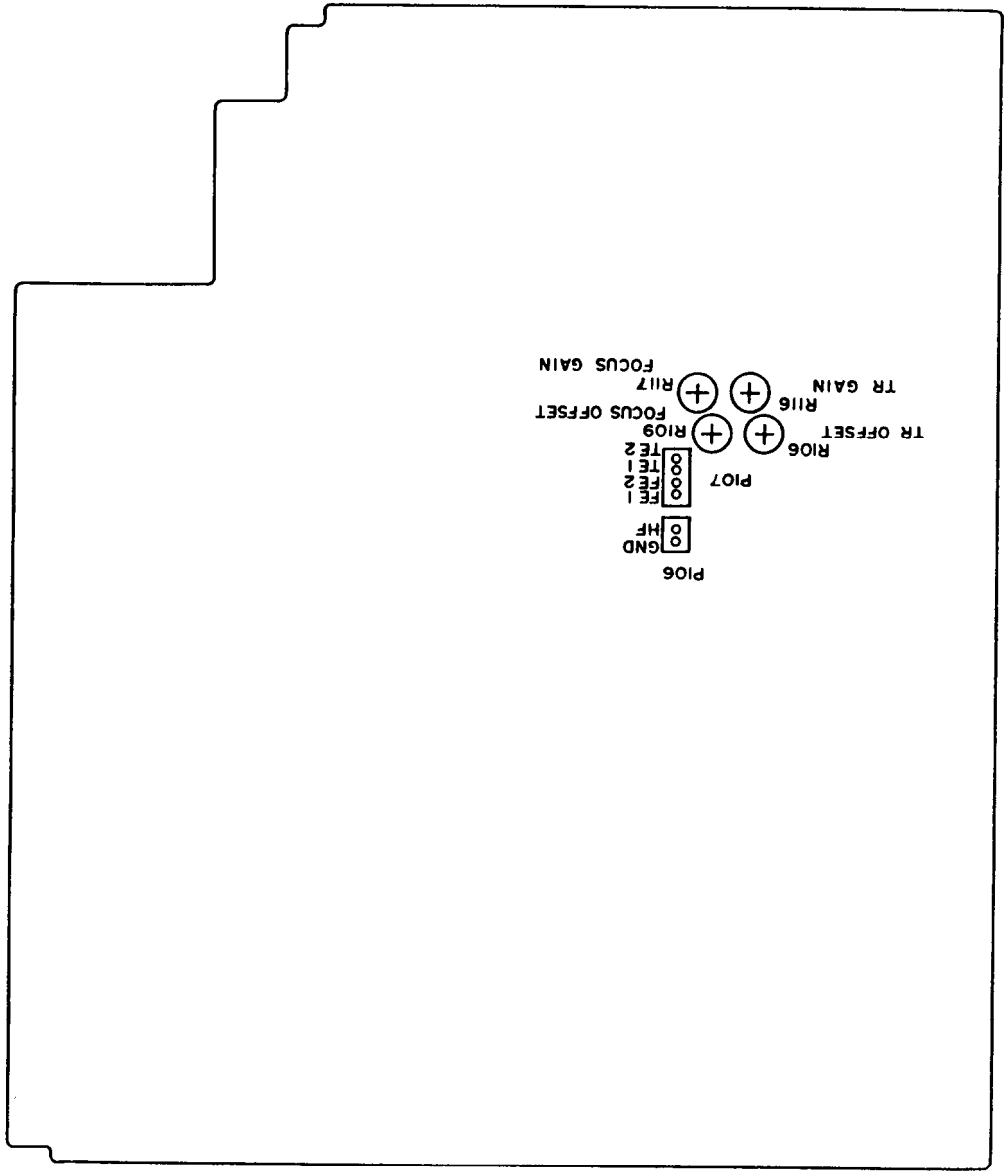 P106
GND
HF
FE 1
FE 2
TE 1
TE 2
P107
TR OFFSET
R106
R109
FOCUS OFFSET
TR GAIN
R116
R117
FOCUS GAIN